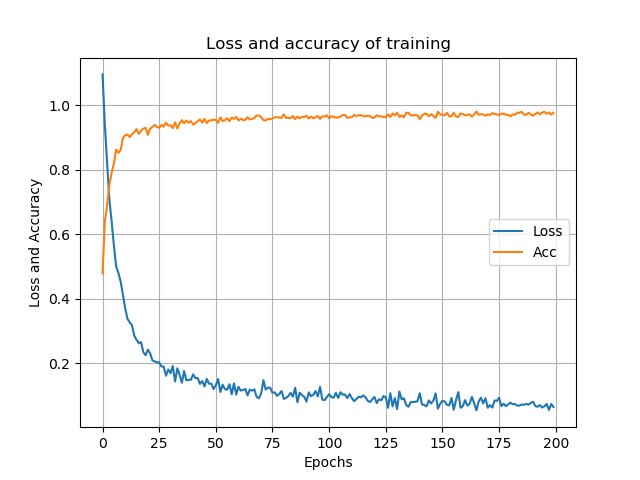 Loss and accuracy of training
Loss and Accuracy
1.0
0.8
0.6
0.4
0.2
Loss
Acc
0 25 50 75 100 125 150 175 200
Epochs